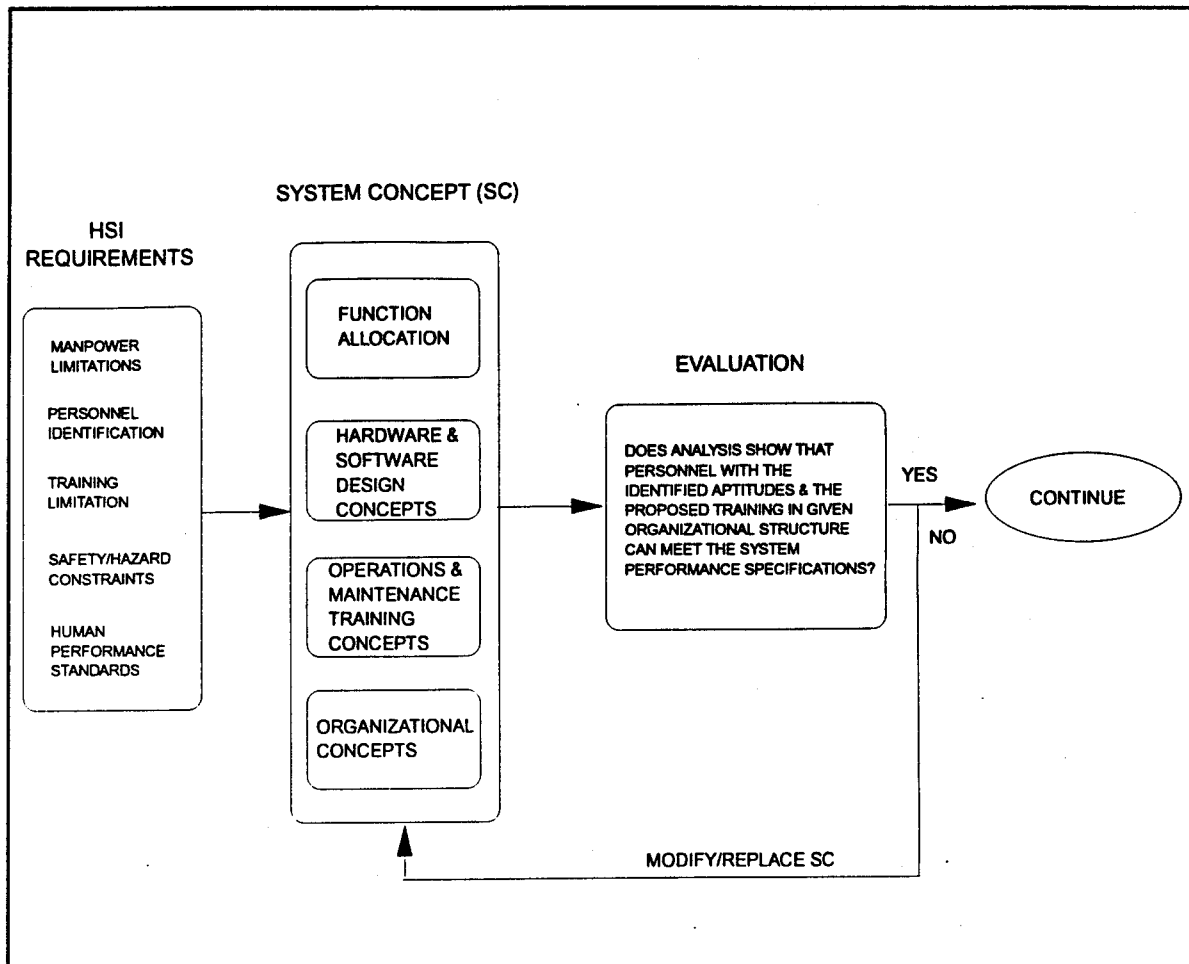 HSI
REQUIREMENTS
MANPOWER
LIMITATIONS
PERSONNEL
IDENTIFICATION
TRAINING
LIMITATION
SAFETY/HAZARD
CONSTRAINTS
HUMAN
PERFORMANCE
STANDARDS
SYSTEM CONCEPT (SC)
FUNCTION
ALLOCATION
HARDWARE &
SOFTWARE
DESIGN
CONCEPTS
OPERATIONS &
MAINTENANCE
TRAINING
CONCEPTS
ORGANIZATIONAL
CONCEPTS
EVALUATION
DOES ANALYSIS SHOW THAT
PERSONNEL WITH THE
IDENTIFIED APTITUDES & THE
PROPOSED TRAINING IN GIVEN
ORGANIZATIONAL STRUCTURE
CAN MEET THE SYSTEM
PERFORMANCE SPECIFICATIONS?
YES
NO
CONTINUE
MODIFY/REPLACE SC